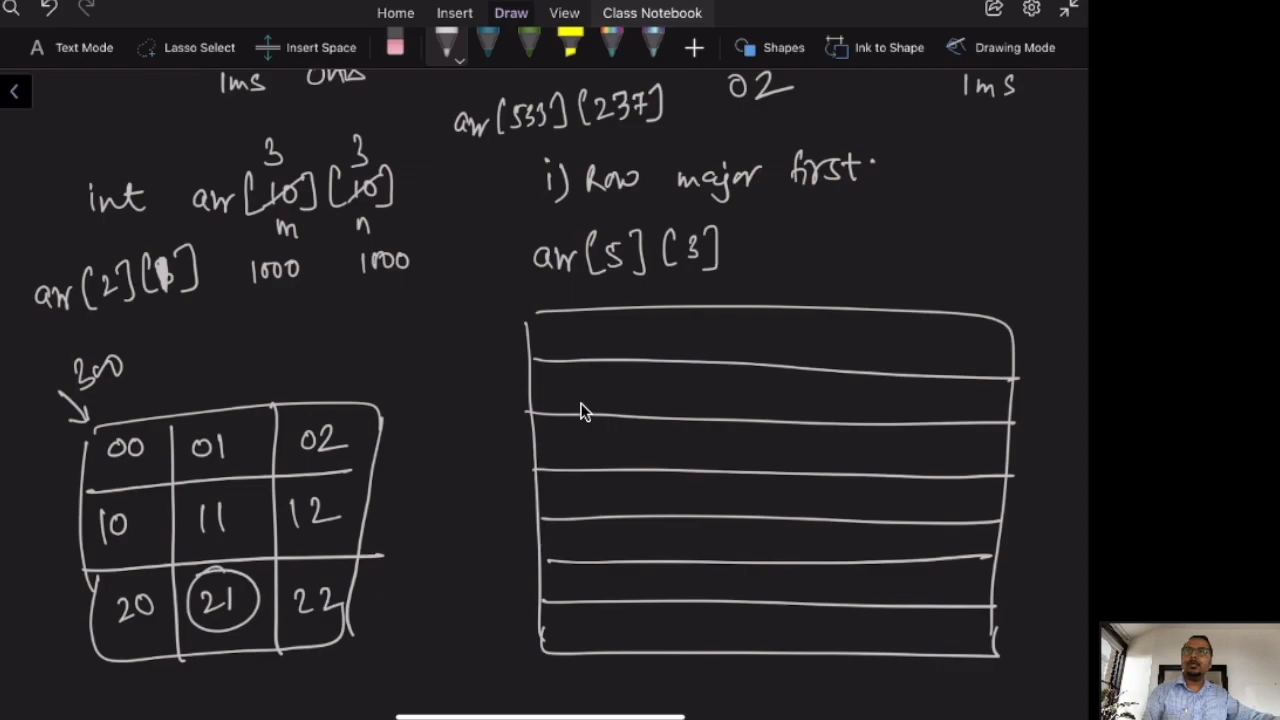 Home Insert Draw View Class Notebook
A Text Mode Lasso Select Insert Space Shapes Ink to Shape Drawing Mode
1ms 02 1ms
arr[533][237]
3 3
int arr[10][10] i) Row major first.
m n
arr[2][1] 1000 1000 arr[5][3]
300
00 01 02
10 11 12
20 21 22